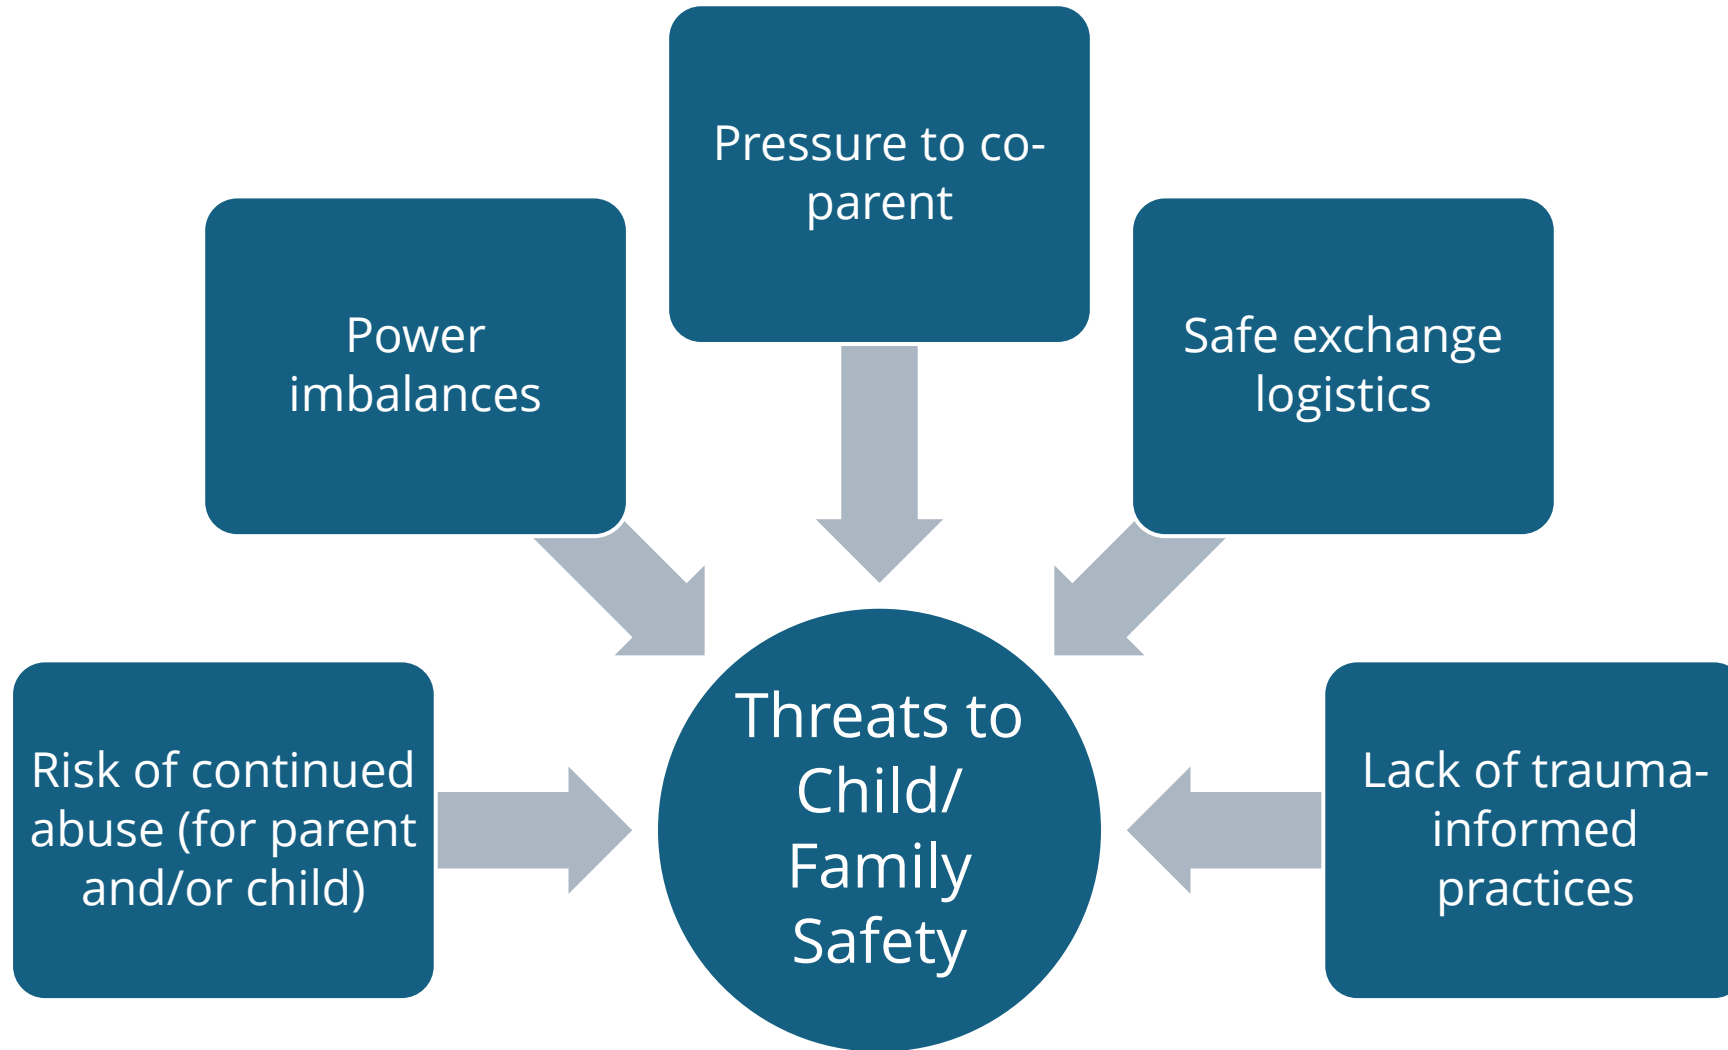 Pressure to co-
parent
Power
imbalances
Safe exchange
logistics
Risk of continued
abuse (for parent
and/or child)
Threats to
Child/
Family
Safety
Lack of trauma-
informed
practices